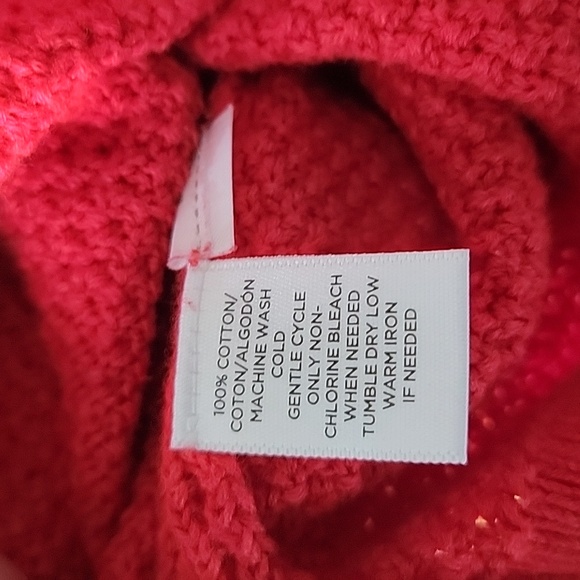 100% COTTON/
COTON/ALGODÓN
MACHINE WASH
COLD
GENTLE CYCLE
ONLY NON-
CHLORINE BLEACH
WHEN NEEDED
TUMBLE DRY LOW
WARM IRON
IF NEEDED